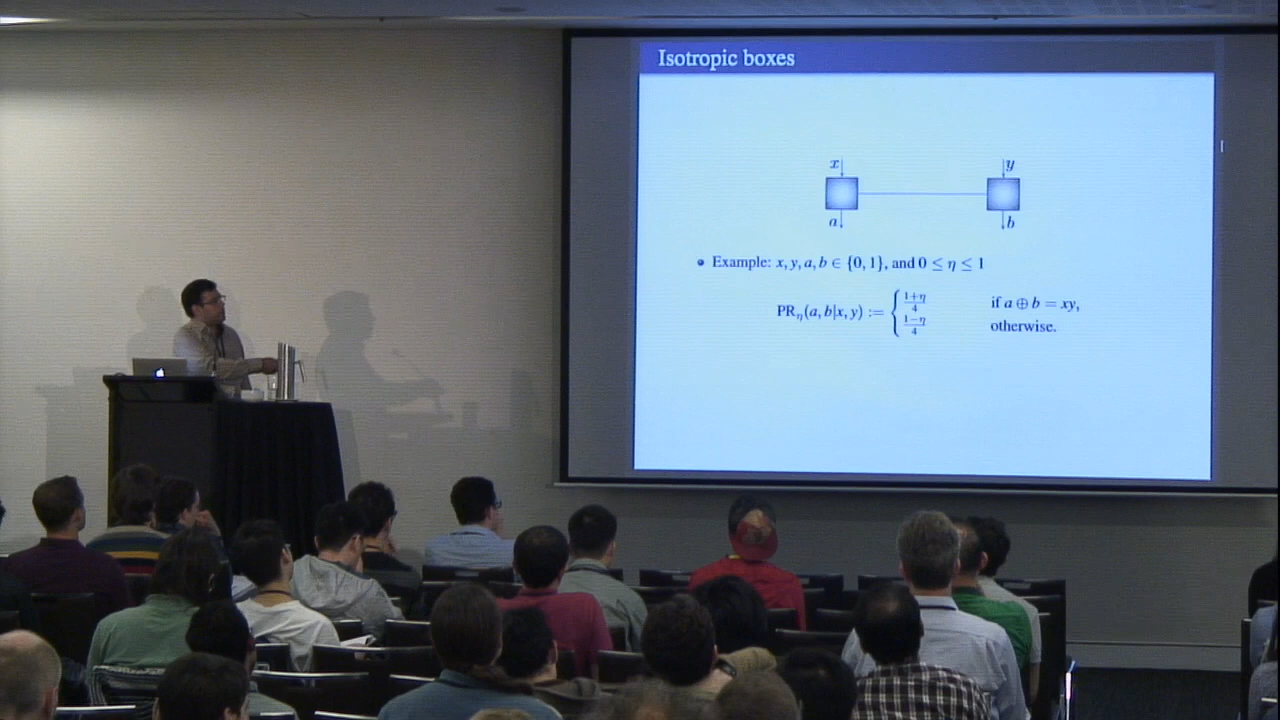 Isotropic boxes
x y
a b
• Example: x, y, a, b ∈ {0, 1}, and 0 ≤ η ≤ 1
PR_η(a, b|x, y) := { (1+η)/4 if a ⊕ b = xy,
(1−η)/4 otherwise.